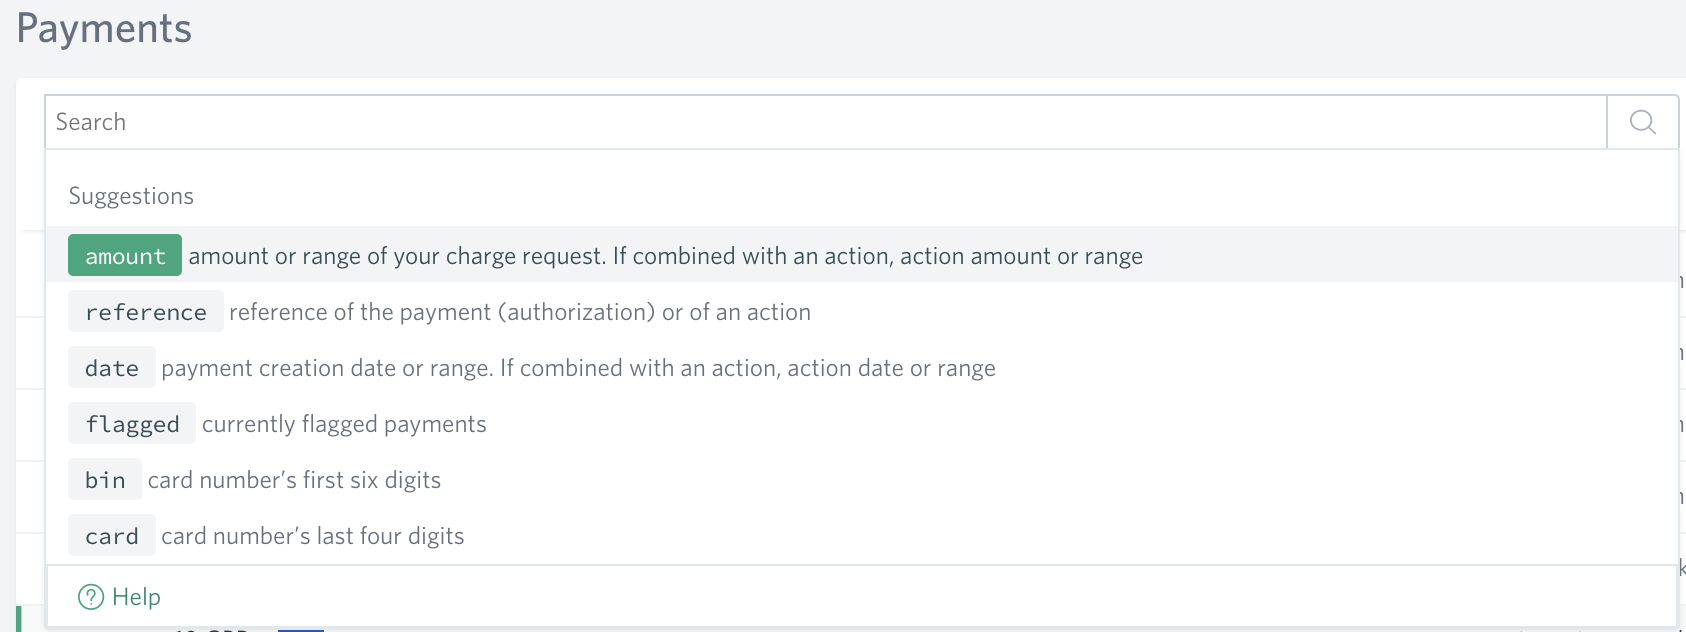 Payments
Search
Suggestions
amount amount or range of your charge request. If combined with an action, action amount or range
reference reference of the payment (authorization) or of an action
date payment creation date or range. If combined with an action, action date or range
flagged currently flagged payments
bin card number’s first six digits
card card number’s last four digits
Help